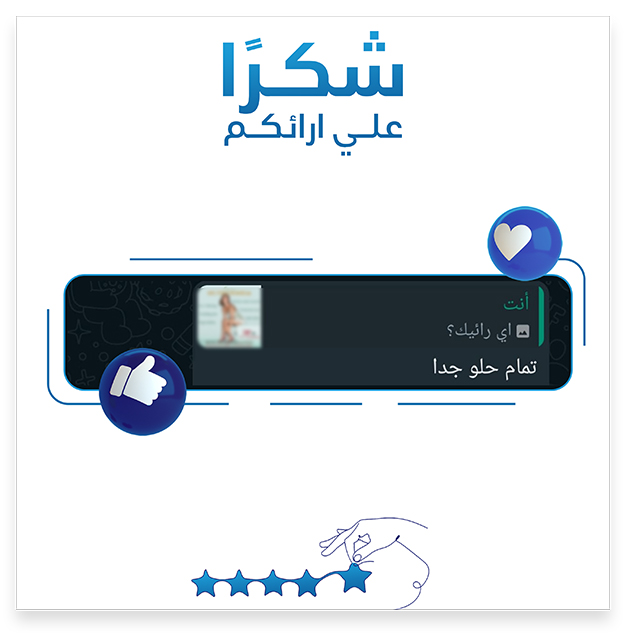 شكرًا
علي ارائكم
أنت
اي رائيك؟
تمام حلو جدا